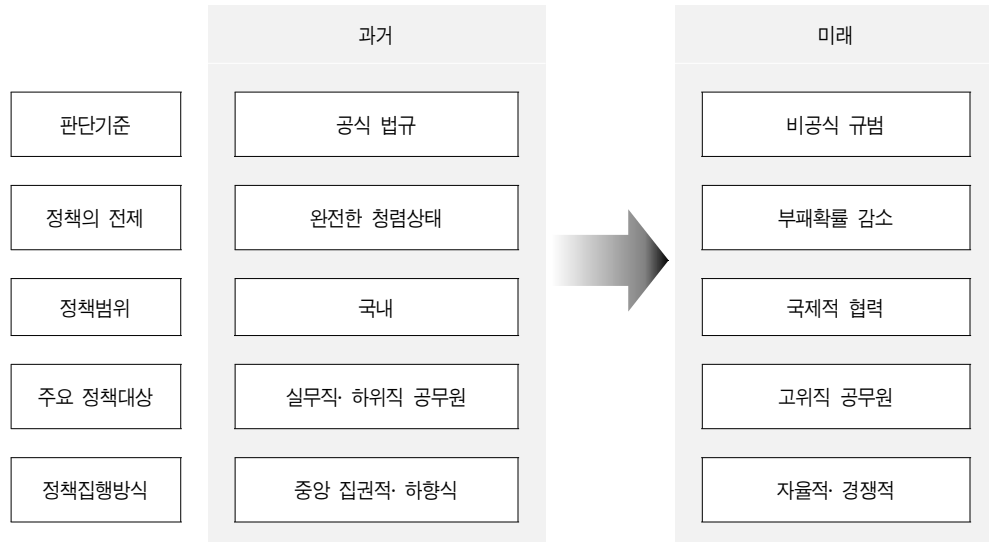 과거 미래
판단기준 공식 법규 비공식 규범
정책의 전제 완전한 청렴상태 부패확률 감소
정책범위 국내 국제적 협력
주요 정책대상 실무직· 하위직 공무원 고위직 공무원
정책집행방식 중앙 집권적· 하향식 자율적· 경쟁적